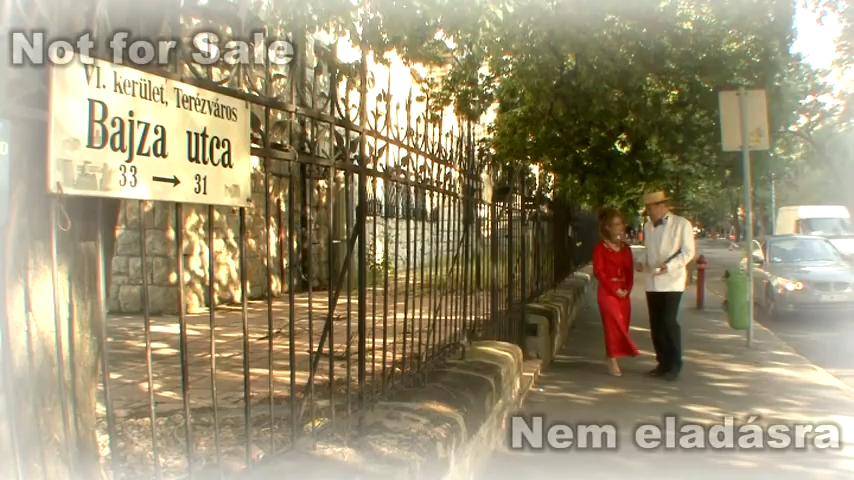 Not for Sale
VI. kerület, Terézváros
Bajza utca
33 → 31
Nem eladásra